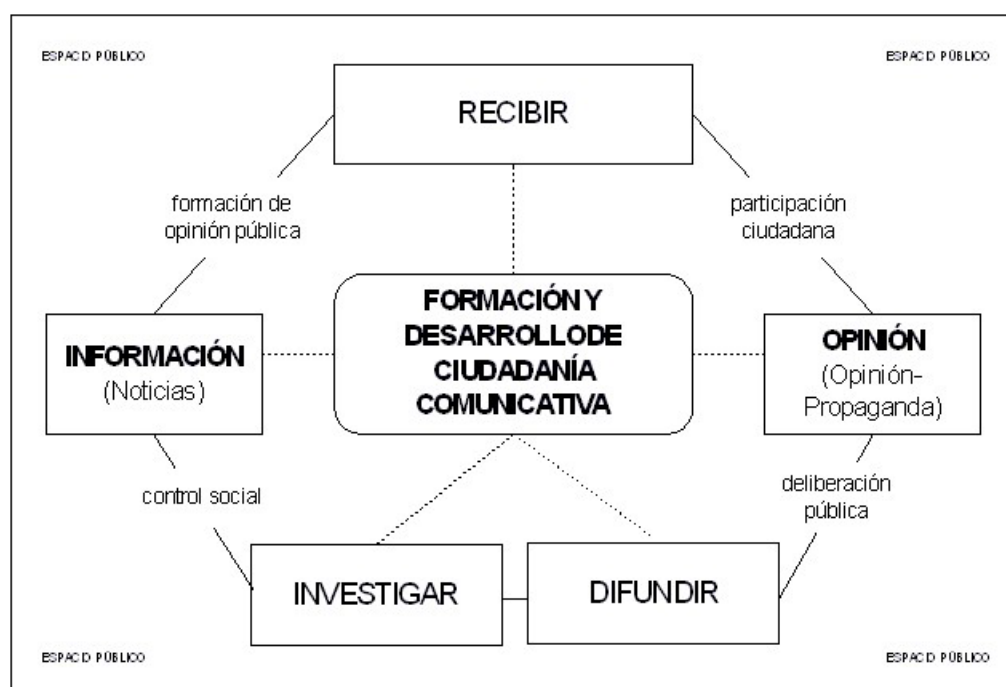 ESPACIO PÚBLICO
ESPACIO PÚBLICO
RECIBIR
formación de
opinión pública
participación
ciudadana
FORMACIÓN Y
DESARROLLO DE
CIUDADANÍA
COMUNICATIVA
INFORMACIÓN
(Noticias)
OPINIÓN
(Opinión-
Propaganda)
control social
deliberación
pública
INVESTIGAR
DIFUNDIR
ESPACIO PÚBLICO
ESPACIO PÚBLICO